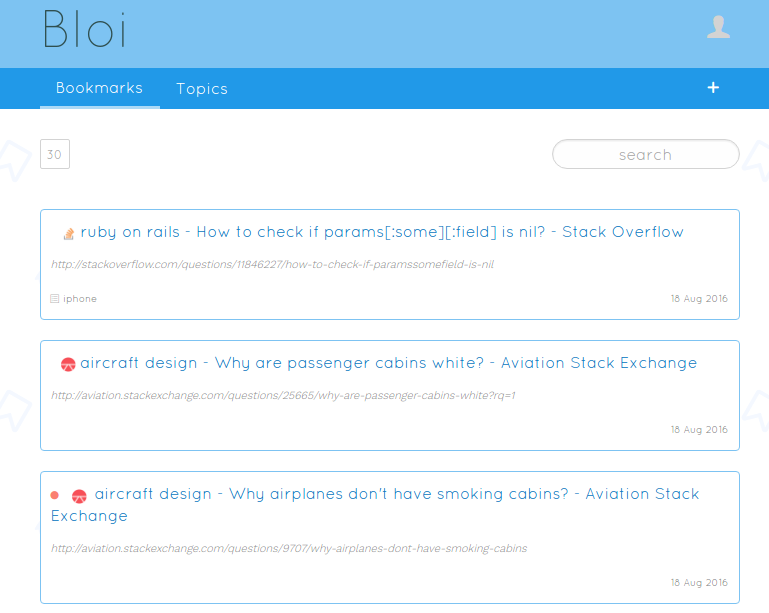 Bloi
Bookmarks Topics +
30 search
ruby on rails - How to check if params[:some][:field] is nil? - Stack Overflow
http://stackoverflow.com/questions/11846227/how-to-check-if-paramssomefield-is-nil
iphone 18 Aug 2016
aircraft design - Why are passenger cabins white? - Aviation Stack Exchange
http://aviation.stackexchange.com/questions/25665/why-are-passenger-cabins-white?rq=1
18 Aug 2016
aircraft design - Why airplanes don't have smoking cabins? - Aviation Stack
Exchange
http://aviation.stackexchange.com/questions/9707/why-airplanes-dont-have-smoking-cabins
18 Aug 2016